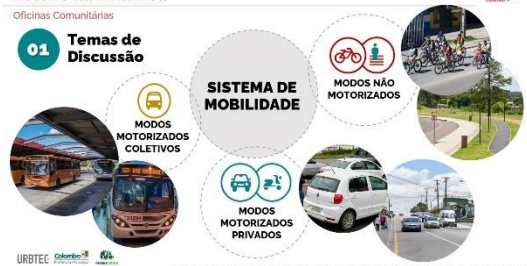 Oficinas Comunitárias
01
Temas de
Discussão
SISTEMA DE
MOBILIDADE
MODOS NÃO
MOTORIZADOS
MODOS
MOTORIZADOS
COLETIVOS
MODOS
MOTORIZADOS
PRIVADOS
URBTEC
Colombo